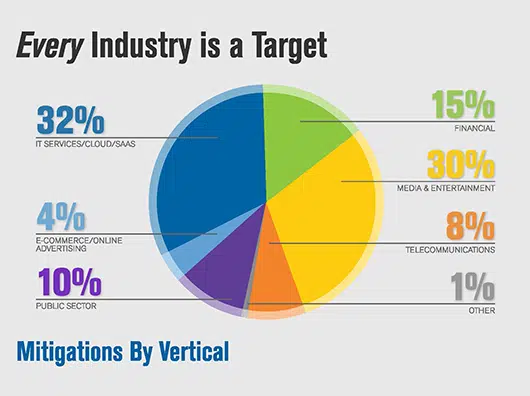 Every Industry is a Target
32%
IT SERVICES/CLOUD/SAAS
4%
E-COMMERCE/ONLINE
ADVERTISING
10%
PUBLIC SECTOR
15%
FINANCIAL
30%
MEDIA & ENTERTAINMENT
8%
TELECOMMUNICATIONS
1%
OTHER
Mitigations By Vertical